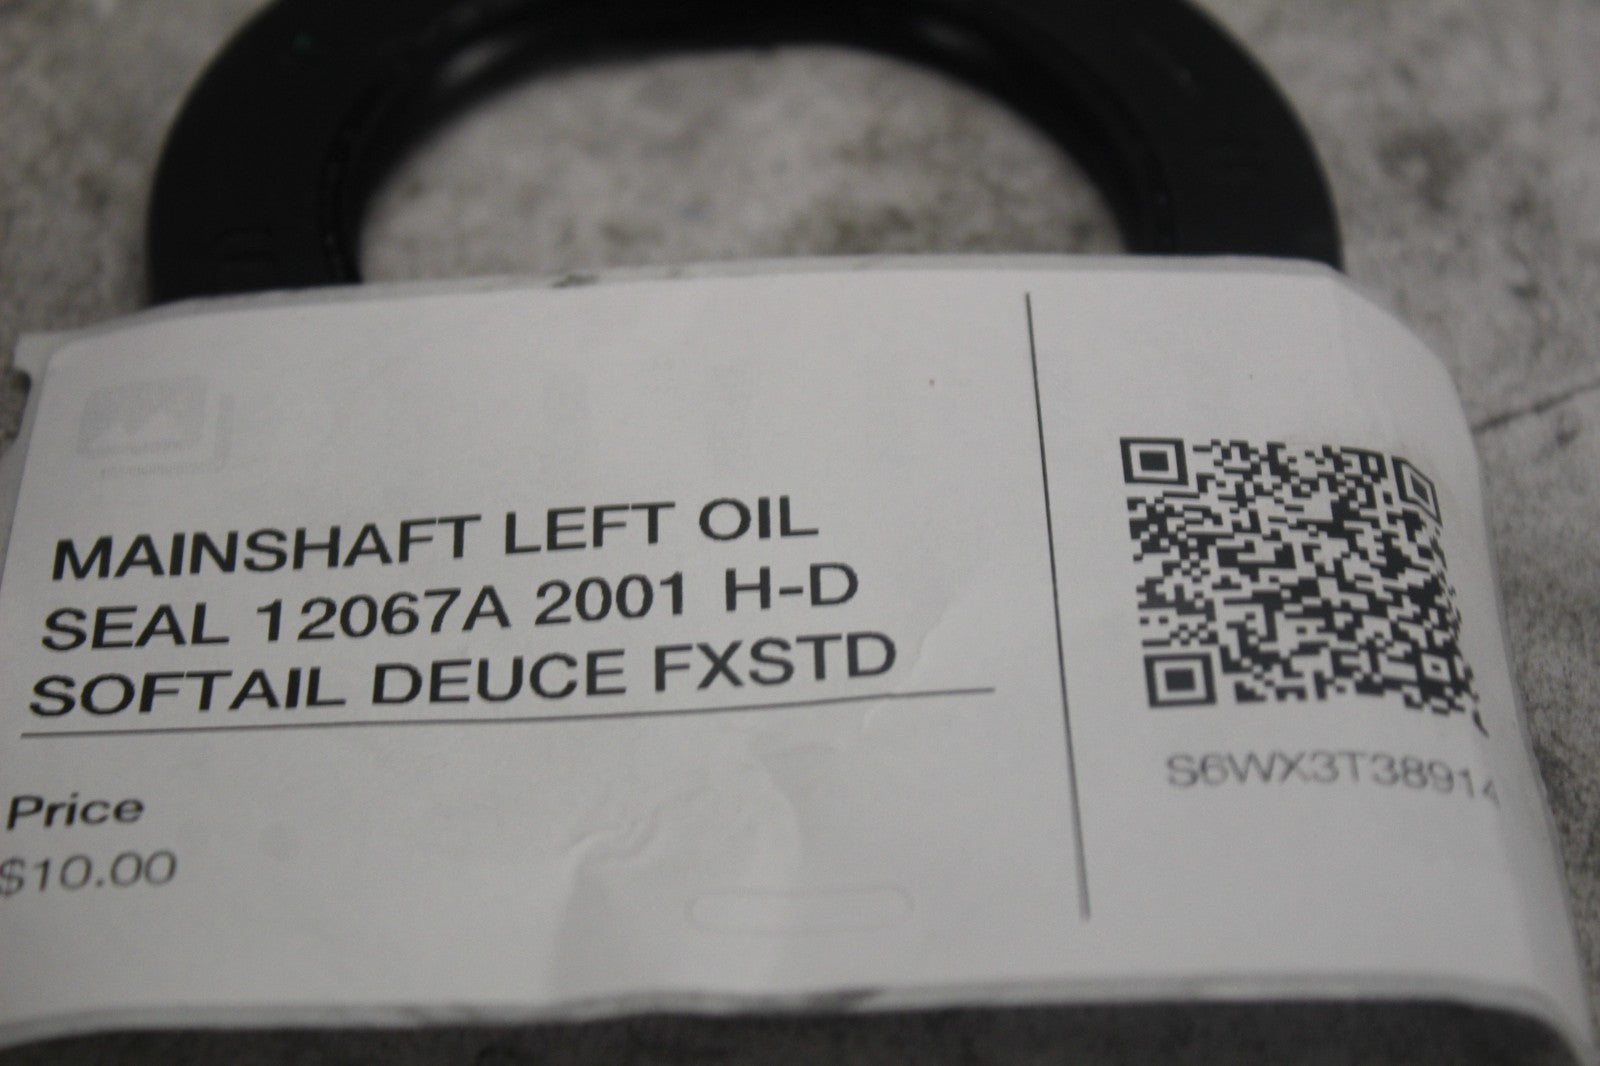 MAINSHAFT LEFT OIL
SEAL 12067A 2001 H-D
SOFTAIL DEUCE FXSTD
Price
$10.00
S6WX3T38914